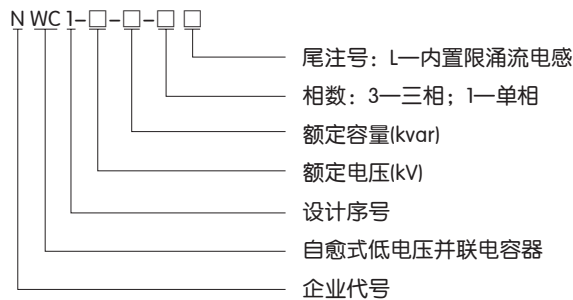 N WC 1-□-□-□ □
尾注号：L—内置限涌流电感
相数：3—三相；1—单相
额定容量(kvar)
额定电压(kV)
设计序号
自愈式低电压并联电容器
企业代号